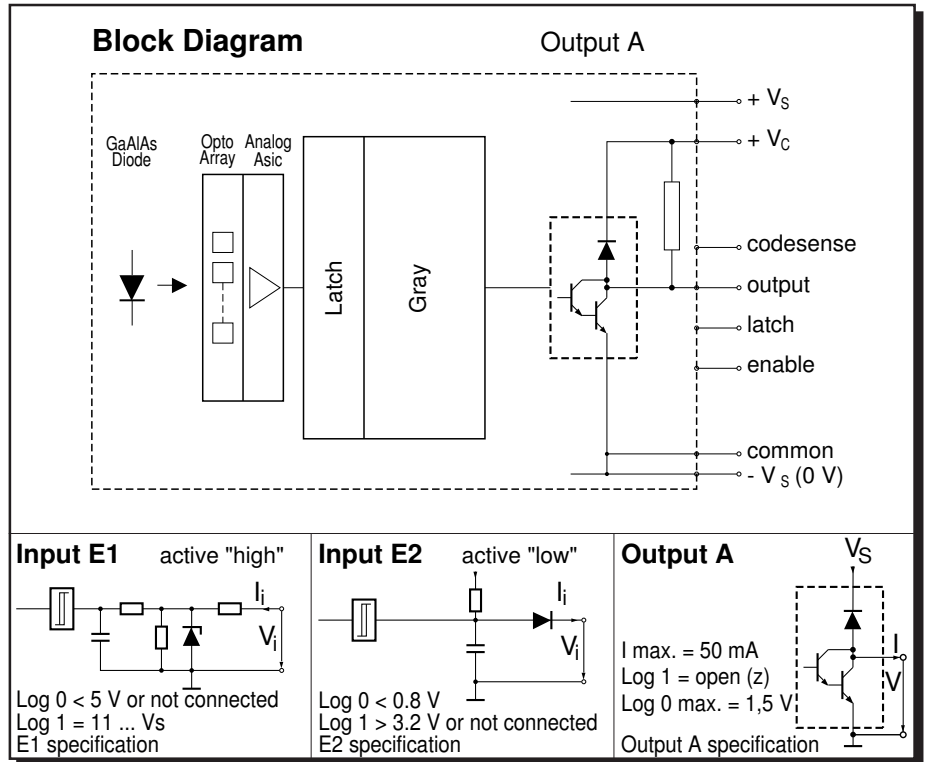 Block Diagram
Output A
+ VS
+ VC
GaAlAs
Diode
Opto
Array
Analog
Asic
Latch
Gray
codesense
output
latch
enable
common
- VS (0 V)
Input E1 active "high"
Ii
Vi
Log 0 < 5 V or not connected
Log 1 = 11 ... Vs
E1 specification
Input E2 active "low"
Ii
Vi
Log 0 < 0.8 V
Log 1 > 3.2 V or not connected
E2 specification
Output A
VS
I
V
I max. = 50 mA
Log 1 = open (z)
Log 0 max. = 1,5 V
Output A specification